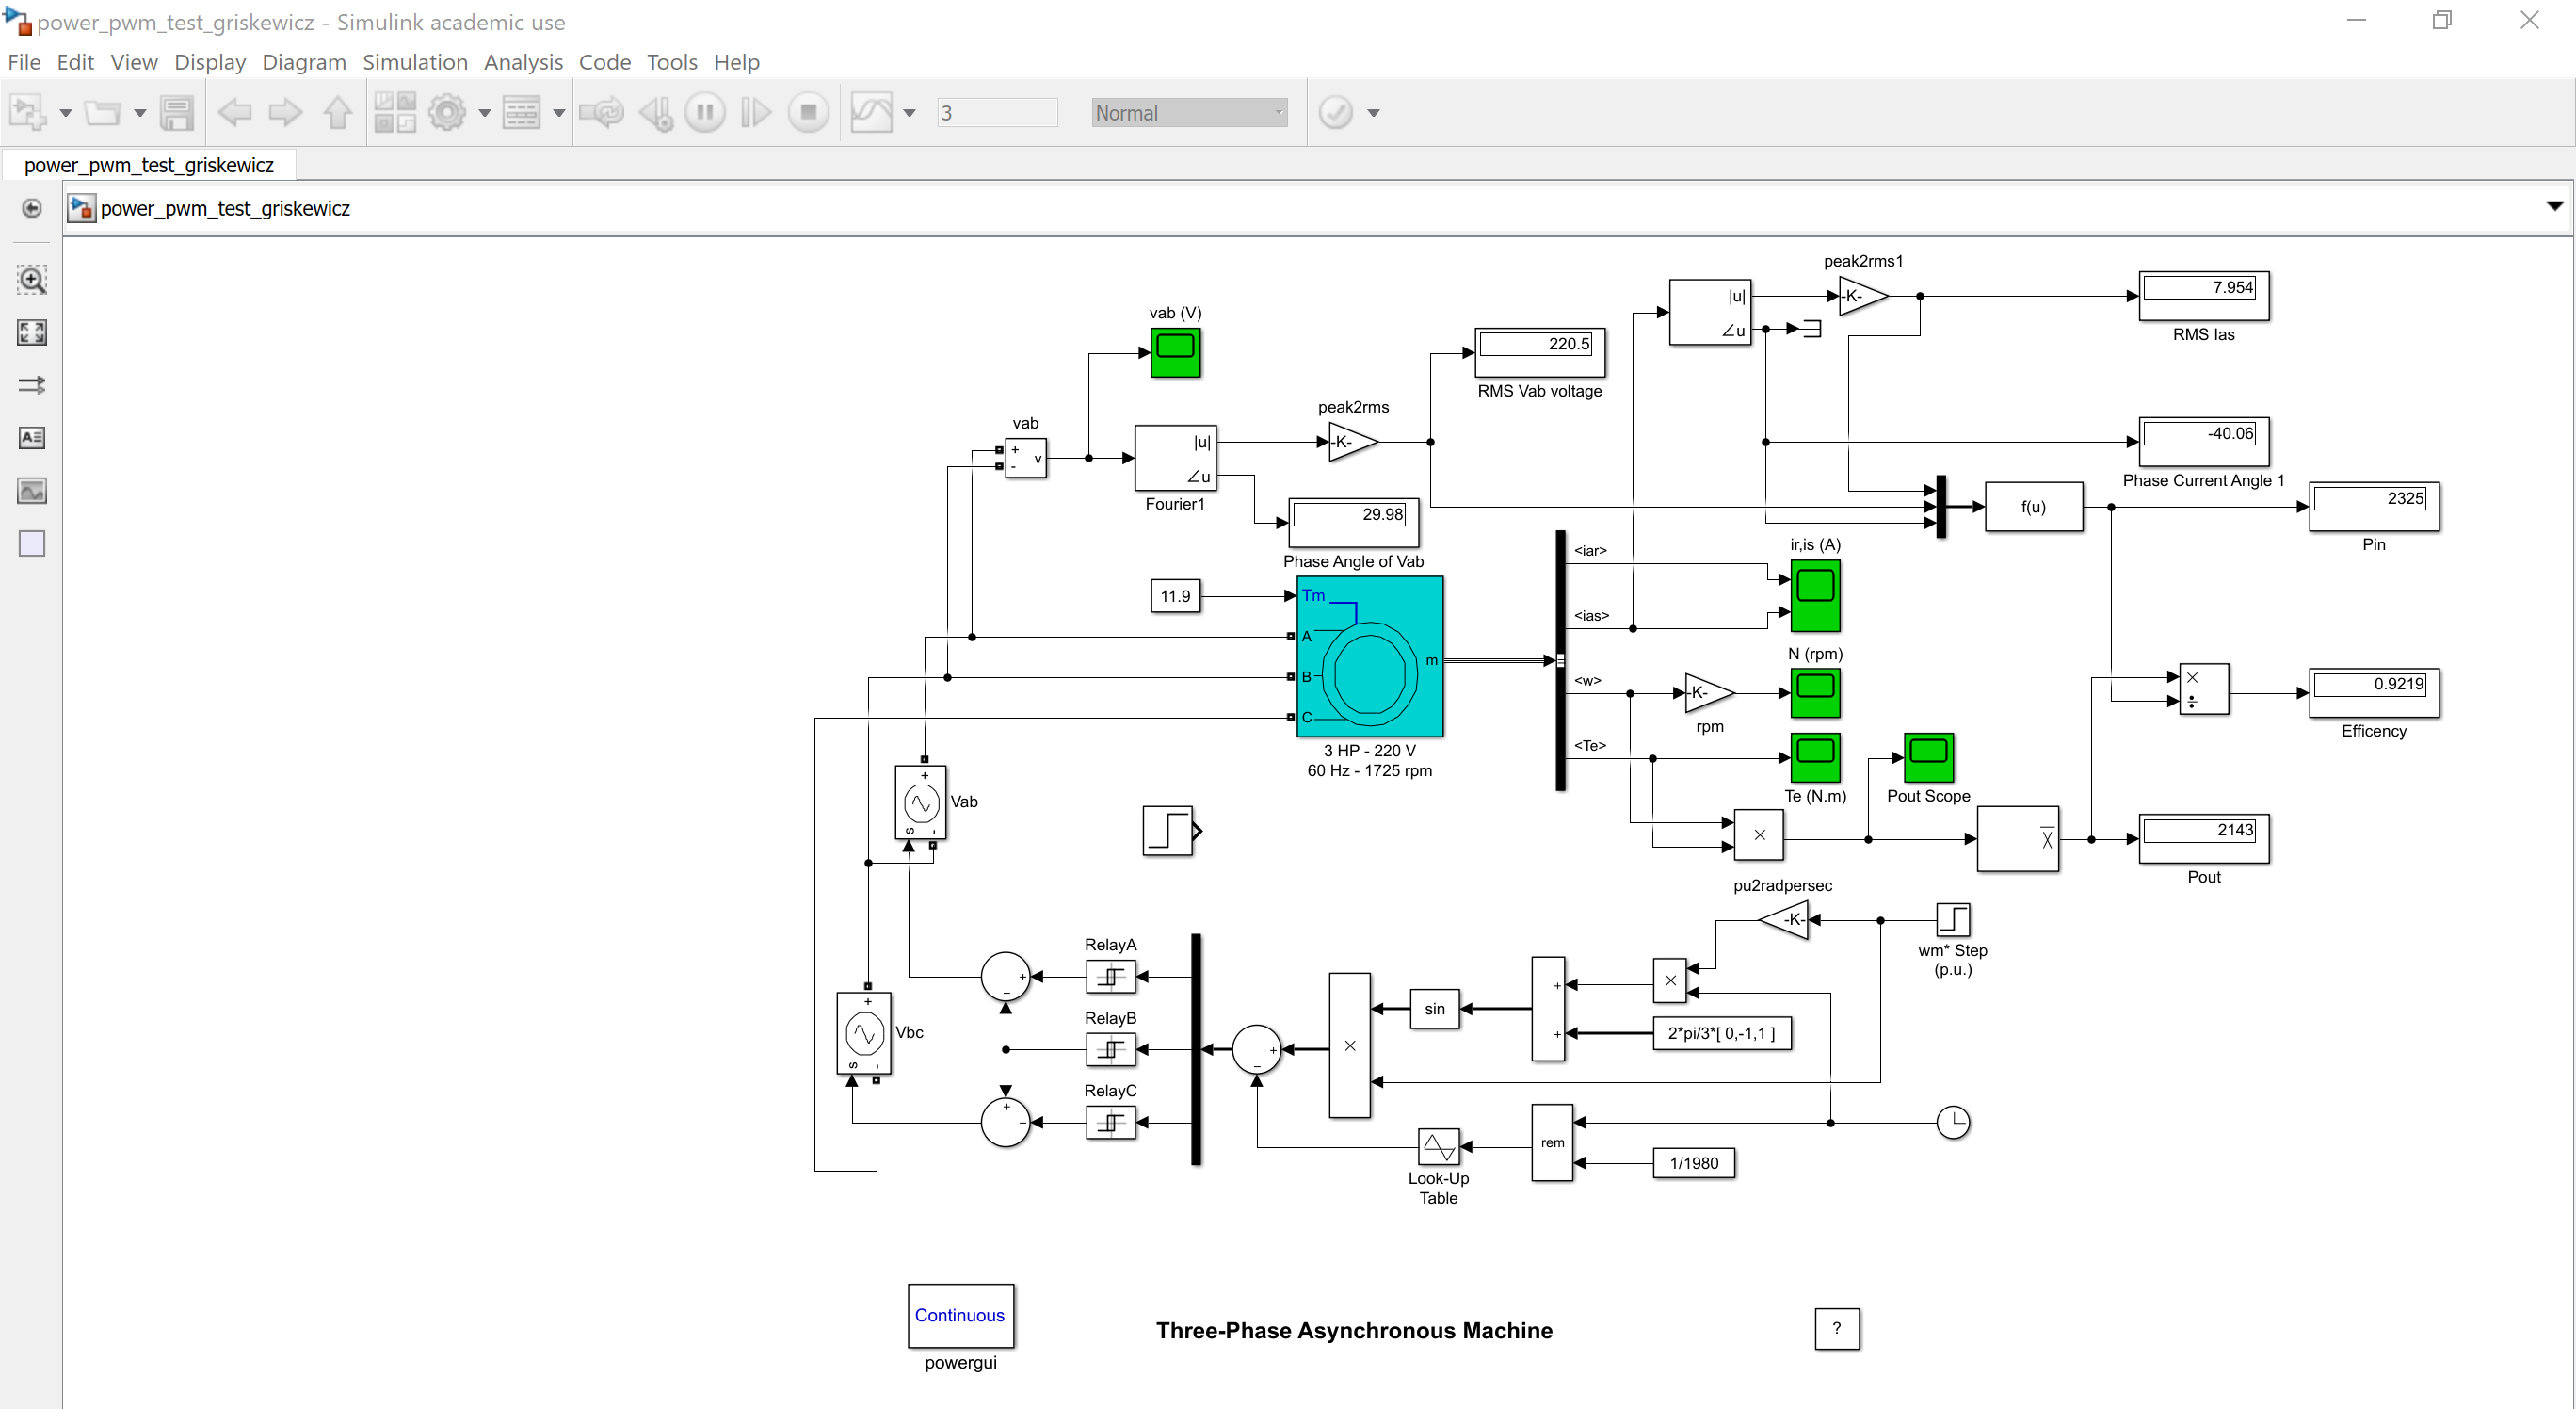 power_pwm_test_griskewicz - Simulink academic use
File Edit View Display Diagram Simulation Analysis Code Tools Help
3
Normal
power_pwm_test_griskewicz
power_pwm_test_griskewicz
peak2rms1
|u|
∠u
-K-
7.954
RMS Ias
vab (V)
220.5
RMS Vab voltage
peak2rms
-K-
vab
+
-
v
|u|
∠u
Fourier1
29.98
Phase Angle of Vab
-40.06
Phase Current Angle 1
f(u)
2325
Pin
11.9
Tm
A
B
C
m
3 HP - 220 V
60 Hz - 1725 rpm
<iar>
<ias>
<w>
<Te>
ir,is (A)
N (rpm)
-K-
rpm
Te (N.m)
Pout Scope
×
÷
0.9219
Efficency
×
x
2143
Pout
+
s
-
Vab
pu2radpersec
-K-
wm* Step
(p.u.)
RelayA
RelayB
RelayC
+
−
+
−
+
s
-
Vbc
+
−
×
sin
+
+
×
2*pi/3*[ 0,-1,1 ]
Look-Up
Table
rem
1/1980
Continuous
powergui
Three-Phase Asynchronous Machine
?